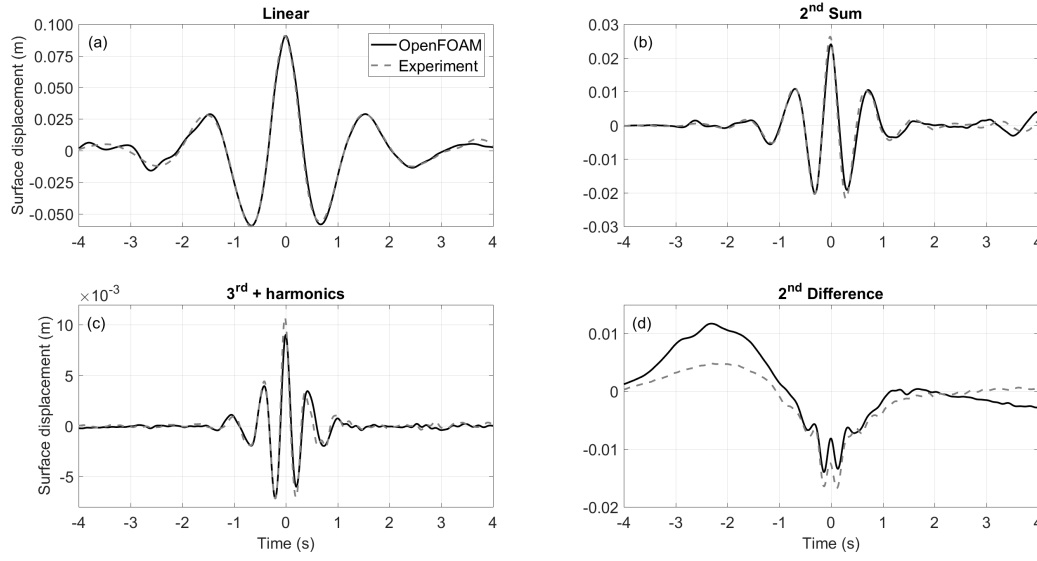 Linear
0.100
0.075
0.050
0.025
0
-0.025
-0.050
Surface displacement (m)
(a)
OpenFOAM
Experiment
-4 -3 -2 -1 0 1 2 3 4
2nd Sum
0.03
0.02
0.01
0
-0.01
-0.02
-0.03
(b)
-4 -3 -2 -1 0 1 2 3 4
3rd + harmonics
×10-3
10
5
0
-5
Surface displacement (m)
(c)
-4 -3 -2 -1 0 1 2 3 4
Time (s)
2nd Difference
0.01
0
-0.01
-0.02
(d)
-4 -3 -2 -1 0 1 2 3 4
Time (s)